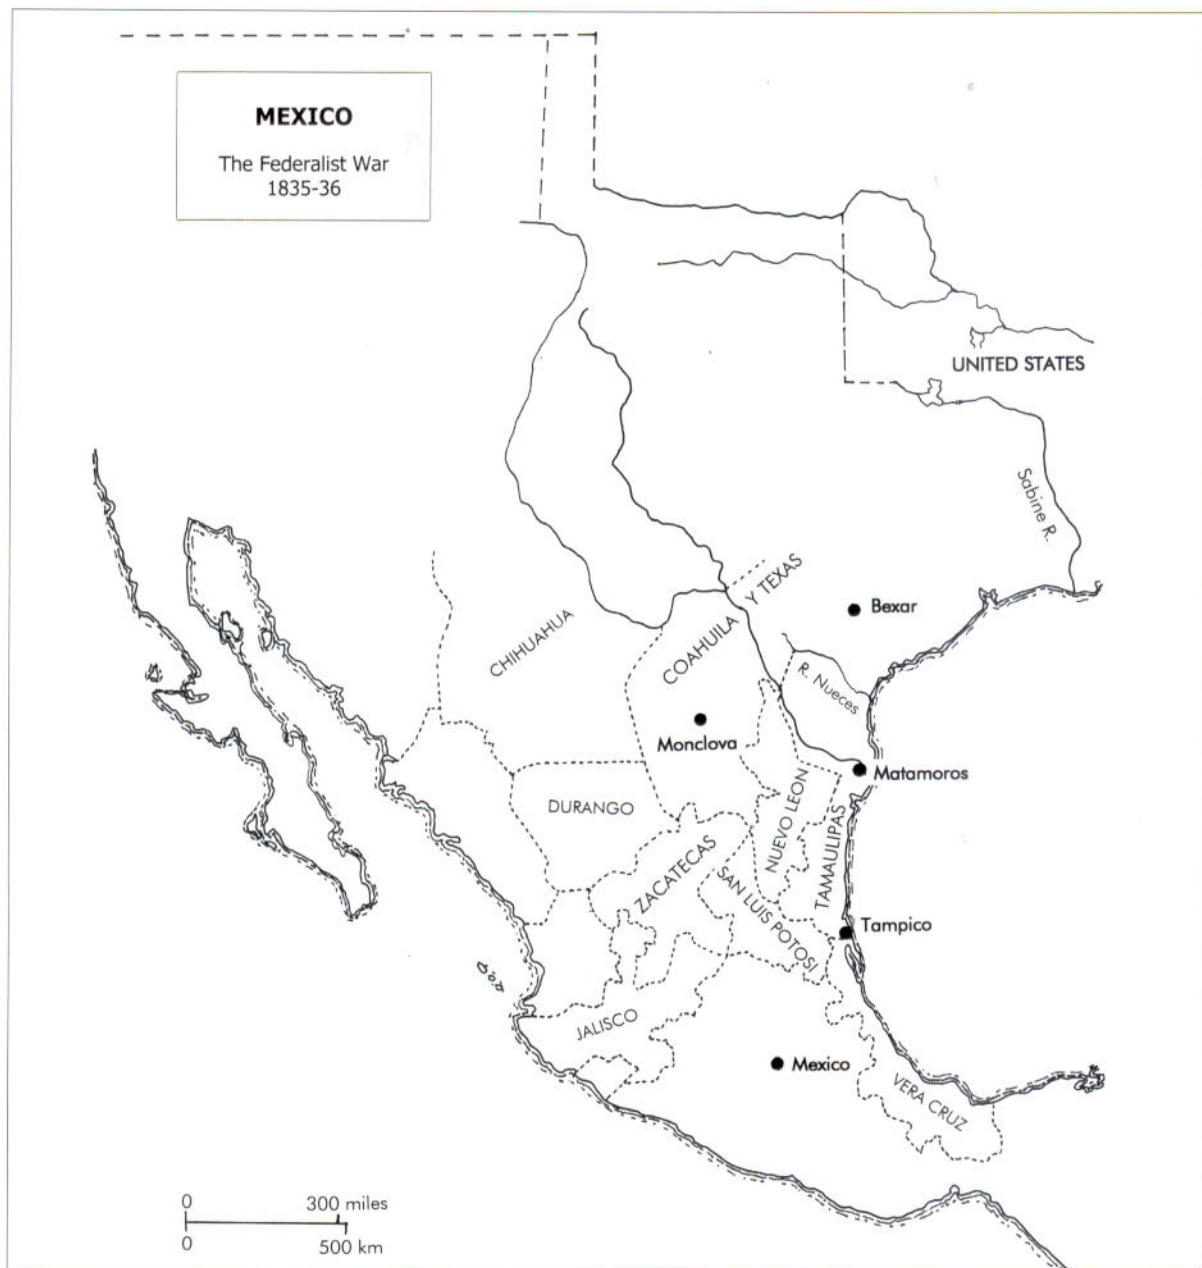 MEXICO
The Federalist War
1835-36
UNITED STATES
Sabine R.
COAHUILA Y TEXAS
Bexar
CHIHUAHUA
R. Nueces
Monclova
Matamoros
DURANGO
NUEVO LEON
TAMAULIPAS
ZACATECAS
SAN LUIS POTOSI
Tampico
JALISCO
Mexico
VERA CRUZ
0 300 miles
0 500 km